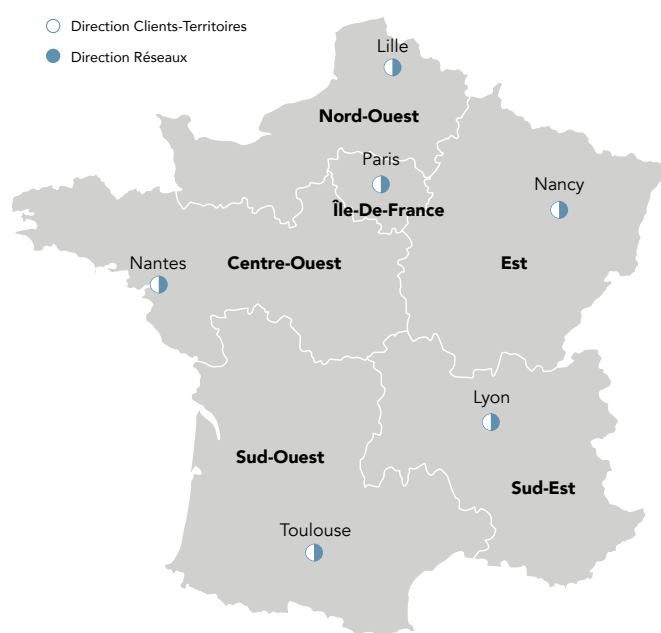 Direction Clients-Territoires
Direction Réseaux
Lille
Nord-Ouest
Paris
Île-De-France
Nancy
Nantes
Centre-Ouest
Est
Lyon
Sud-Ouest
Sud-Est
Toulouse